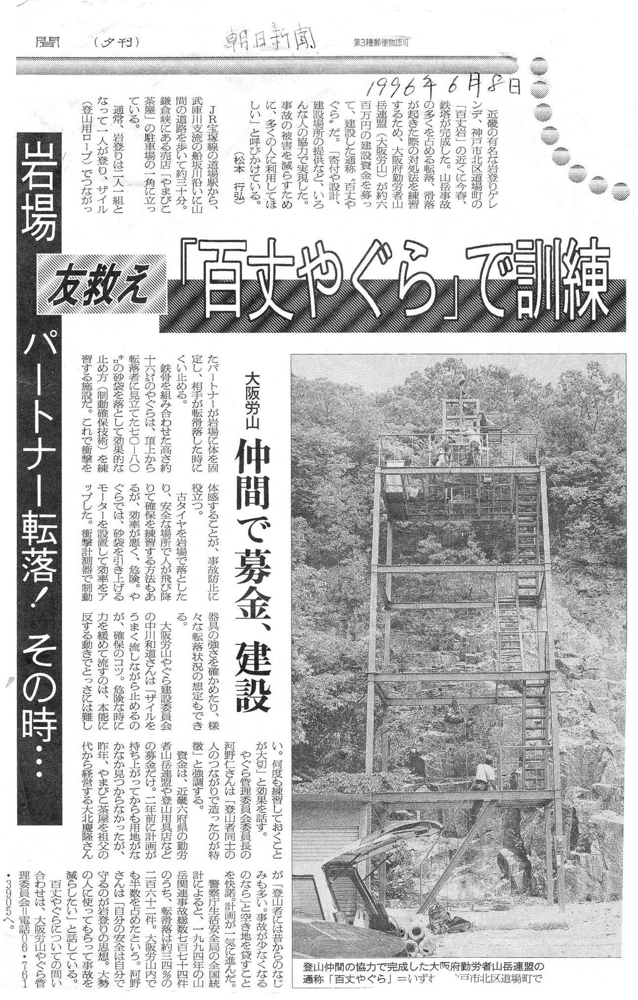 聞 (夕刊) 朝日新聞 第3種郵便物認可
1996年6月8日
岩場 パートナー転落!その時…
友救え
「百丈やぐら」で訓練
大阪労山
仲間で募金、建設
近畿の有名な岩登りゲレ
ンデ、神戸市北区道場町の
「百丈岩」の近くに今春、
鉄塔が完成した。山岳事故
の多くを占める転落、滑落
が起きた際の対処法を練習
するため、大阪府勤労者山
岳連盟(大阪労山)が約六
百万円の建設資金を募っ
て、建設した通称〝百丈や
ぐら〟だ。「寄付や設計、
建設場所の提供など、いろ
んな人の協力で実現した。
事故の被害を減らすため
に、多くの人に利用してほ
しい」と呼びかけている。
(松本 行弘)
JR宝塚線の道場駅から、
武庫川支流の船坂川沿いに山
間の道路を歩いて約三十分。
鎌倉峡にある売店「やまびこ
茶屋」の駐車場の一角に立っ
ている。
通常、岩登りは二人一組と
なって一人が登り、ザイル
(登山用ロープ)でつながっ
たパートナーが岩場に体を固
定し、相手が転滑落した時に
くい止める。
鉄骨を組み合わせた高さ約
十六㍍のやぐらは、頂上から
転落者に見立てた七〇―八〇
㌔の砂袋を落として効果的な
止め方(制動確保技術)を練
習する施設だ。これで衝撃を
体感することが、事故防止に
役立つ。
古タイヤを岩場で落とした
り、安全な場所で人が飛び降
りて確保を練習する方法もあ
るが、効率が悪く、危険。や
ぐらでは、砂袋を引き上げる
モーターを設置して効率をア
ップした。衝撃計測器で制動
器具の強さを確かめたり、様
々な転落状況の想定もでき
る。
大阪労山やぐら建設委員会
の中川和道さんは「ザイルを
うまく流しながら止めるの
が、確保のコツ。危険な時に
力を緩めて流すのは、本能に
反する動きでとっさには難し
い。何度も練習しておくこと
が大切」と効果を話す。
やぐら管理委員会委員長の
河野仁さんは「登山者同士の
人のつながりで造ったのが特
徴」と強調する。
資金は、近畿六府県の勤労
者山岳連盟や登山用具店など
の募金だけ。二年前に計画が
持ち上がってからも用地がな
かなか見つからなかったが、
昨年、やまびこ茶屋を祖父の
代から経営する大北慶隆さん
が「登山者には昔からのなじ
みも多い。事故が少なくなる
のなら」と空き地を貸すこと
を快諾。計画が一気に進んだ。
警察庁生活安全局の全国統
計によると、一九九四年の山
岳関連事故総数七百七十四件
のうち、転滑落は約三四%の
二百六十二件。大阪労山内で
も半数を占めたという。河野
さんは「自分の安全は自分で
守るのが岩登りの思想。大勢
の人に使ってもらって事故を
減らしたい」と話している。
百丈やぐらについての問い
合わせは、大阪労山やぐら管
理委員会=電話06・761
・3905へ。
登山仲間の協力で完成した大阪府勤労者山岳連盟の
通称「百丈やぐら」=いずれ 戸市北区道場町で